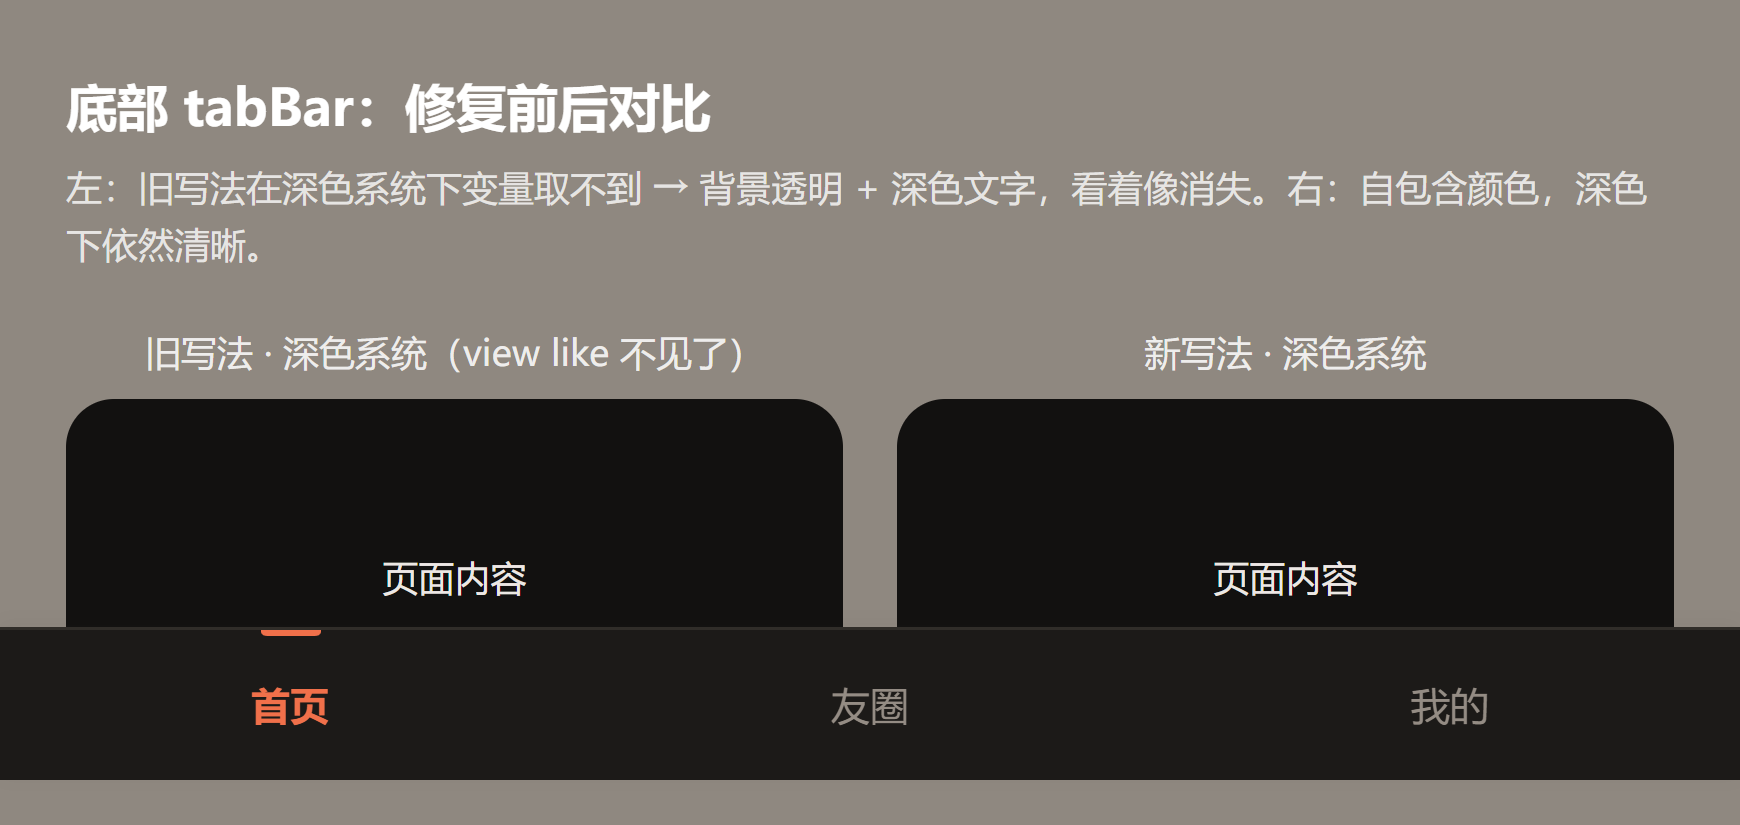 底部 tabBar：修复前后对比
左：旧写法在深色系统下变量取不到 → 背景透明 + 深色文字，看着像消失。右：自包含颜色，深色
下依然清晰。
旧写法 · 深色系统（view like 不见了）
新写法 · 深色系统
页面内容
页面内容
首页
友圈
我的